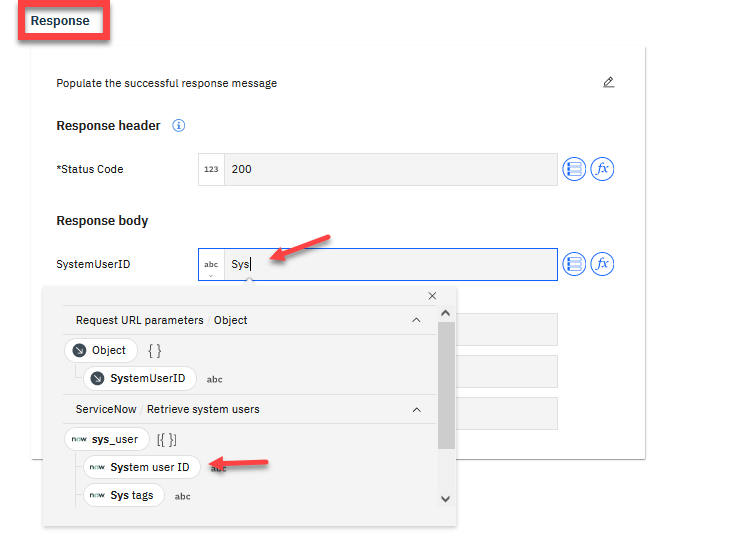 Response
Populate the successful response message
Response header
*Status Code 123 200 fx
Response body
SystemUserID abc Sys fx
Request URL parameters / Object
Object { }
SystemUserID abc
ServiceNow / Retrieve system users
now sys_user [{ }]
now System user ID abc
now Sys tags abc